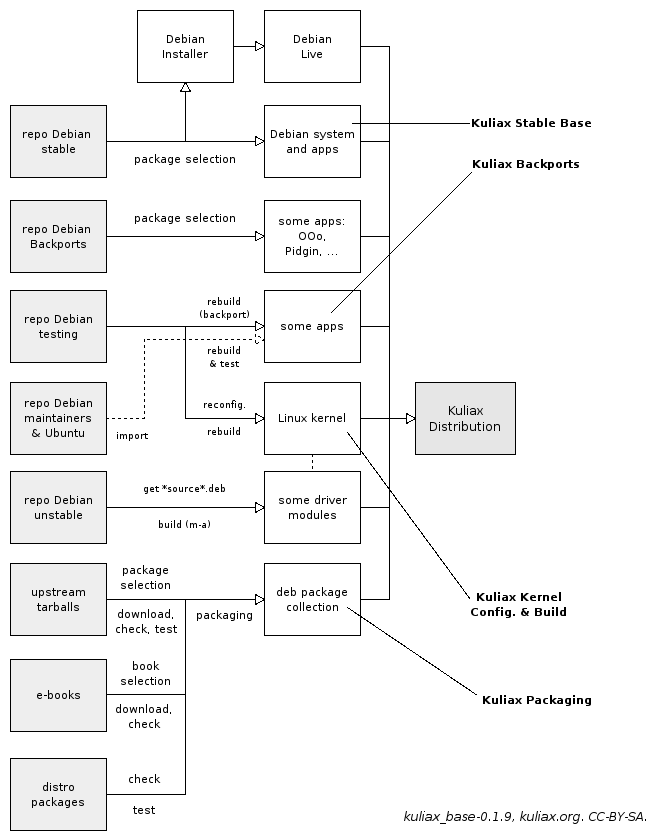 Debian
Installer
Debian
Live
repo Debian
stable
package selection
Debian system
and apps
Kuliax Stable Base
Kuliax Backports
repo Debian
Backports
package selection
some apps:
OOo,
Pidgin, ...
repo Debian
testing
rebuild
(backport)
rebuild
& test
some apps
repo Debian
maintainers
& Ubuntu
import
reconfig.
rebuild
Linux kernel
Kuliax
Distribution
repo Debian
unstable
get *source*.deb
build (m-a)
some driver
modules
upstream
tarballs
package
selection
download,
check, test
packaging
deb package
collection
Kuliax Kernel
Config. & Build
e-books
book
selection
download,
check
Kuliax Packaging
distro
packages
check
test
kuliax_base-0.1.9, kuliax.org. CC-BY-SA.